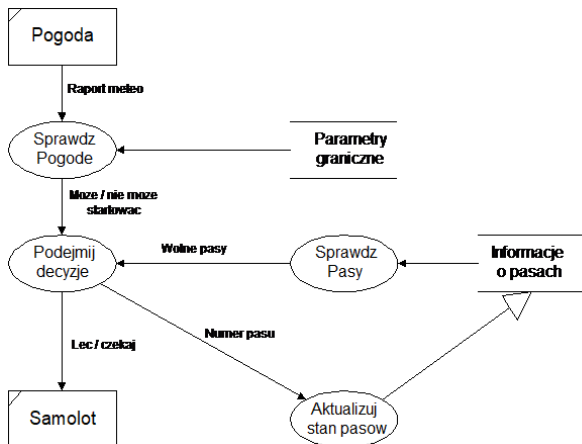 Pogoda
Raport meteo
Sprawdz
Pogode
Parametry
graniczne
Moze / nie moze
startowac
Podejmij
decyzje
Wolne pasy
Sprawdz
Pasy
Informacje
o pasach
Lec / czekaj
Numer pasu
Samolot
Aktualizuj
stan pasow